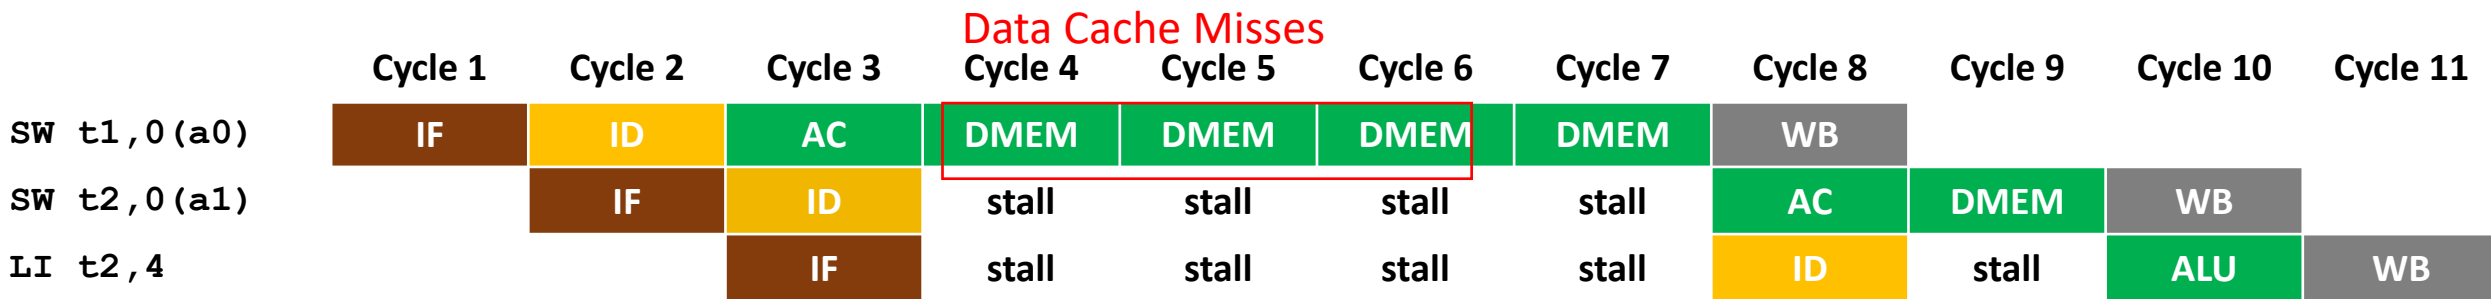 Data Cache Misses
Cycle 1 Cycle 2 Cycle 3 Cycle 4 Cycle 5 Cycle 6 Cycle 7 Cycle 8 Cycle 9 Cycle 10 Cycle 11
SW t1,0(a0) IF ID AC DMEM DMEM DMEM DMEM WB
SW t2,0(a1) IF ID stall stall stall stall AC DMEM WB
LI t2,4 IF stall stall stall stall ID stall ALU WB